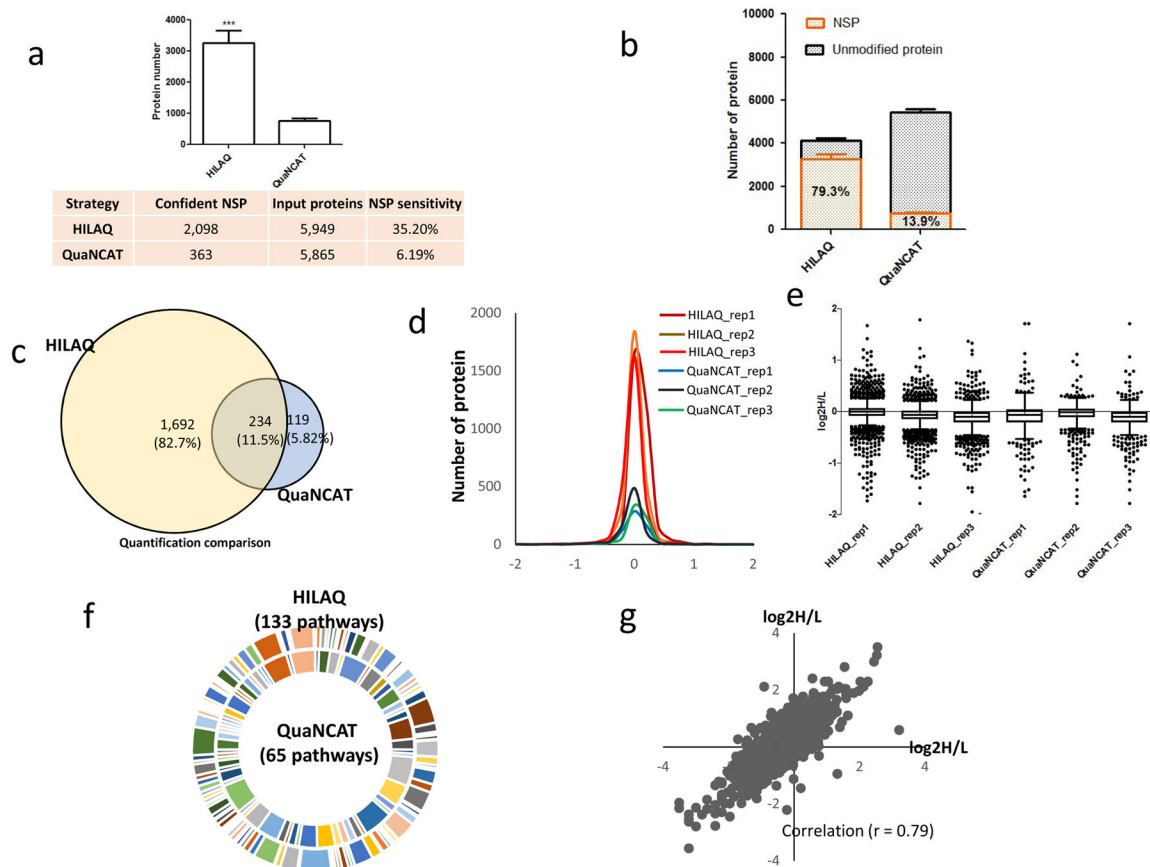 a
Protein number
4000
3000
2000
1000
0
***
HILAQ
QuaNCAT
Strategy Confident NSP Input proteins NSP sensitivity
HILAQ 2,098 5,949 35.20%
QuaNCAT 363 5,865 6.19%
b
NSP
Unmodified protein
Number of protein
10000
8000
6000
4000
2000
0
79.3%
13.9%
HILAQ
QuaNCAT
c
HILAQ
1,692
(82.7%)
234
(11.5%)
119
(5.82%)
QuaNCAT
Quantification comparison
d
Number of protein
2000
1500
1000
500
0
-2 -1 0 1 2
HILAQ_rep1
HILAQ_rep2
HILAQ_rep3
QuaNCAT_rep1
QuaNCAT_rep2
QuaNCAT_rep3
e
log2H/L
2
1
0
-1
-2
HILAQ_rep1
HILAQ_rep2
HILAQ_rep3
QuaNCAT_rep1
QuaNCAT_rep2
QuaNCAT_rep3
f
HILAQ
(133 pathways)
QuaNCAT
(65 pathways)
g
log2H/L
4
2
0
-2
-4
-4 2 4
log2H/L
Correlation (r = 0.79)